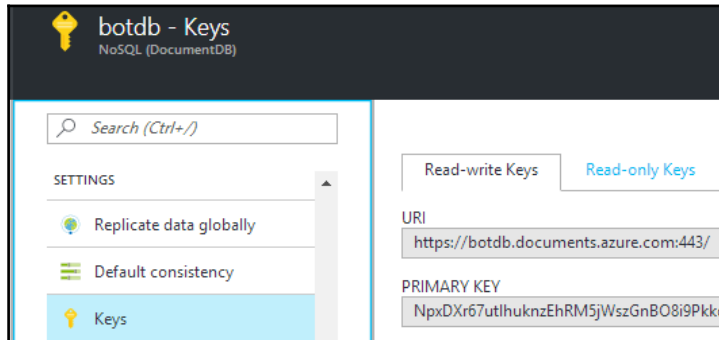 botdb - Keys
NoSQL (DocumentDB)
Search (Ctrl+/)
SETTINGS
Replicate data globally
Default consistency
Keys
Read-write Keys
Read-only Keys
URI
https://botdb.documents.azure.com:443/
PRIMARY KEY